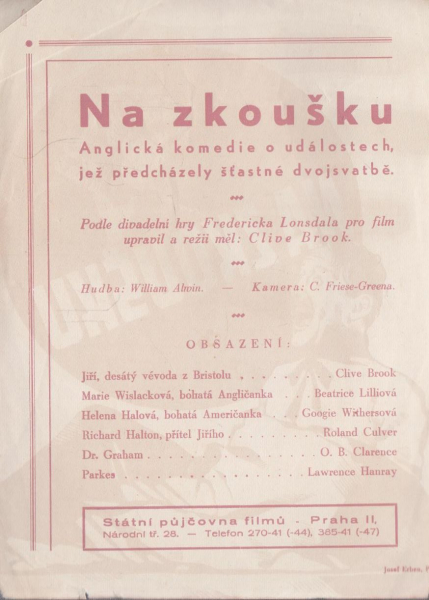 Na zkoušku
Anglická komedie o událostech,
jež předcházely šťastné dvojsvatbě.
Podle divadelní hry Fredericka Lonsdala pro film
upravil a režii měl: Clive Brook.
Hudba: William Alwin. — Kamera: C. Friese-Greena.
OBSAZENÍ:
Jiří, desátý vévoda z Bristolu . . . . . . . . . Clive Brook
Marie Wislacková, bohatá Angličanka . . . Beatrice Lilliová
Helena Halová, bohatá Američanka . . . Googie Withersová
Richard Halton, přítel Jiřího . . . . . . . . . Roland Culver
Dr. Graham . . . . . . . . . . . . . . . . O. B. Clarence
Parkes . . . . . . . . . . . . . . . . . Lawrence Hanray
Státní půjčovna filmů - Praha II,
Národní tř. 28. — Telefon 270-41 (-44), 385-41 (-47)
Josef Erben, P